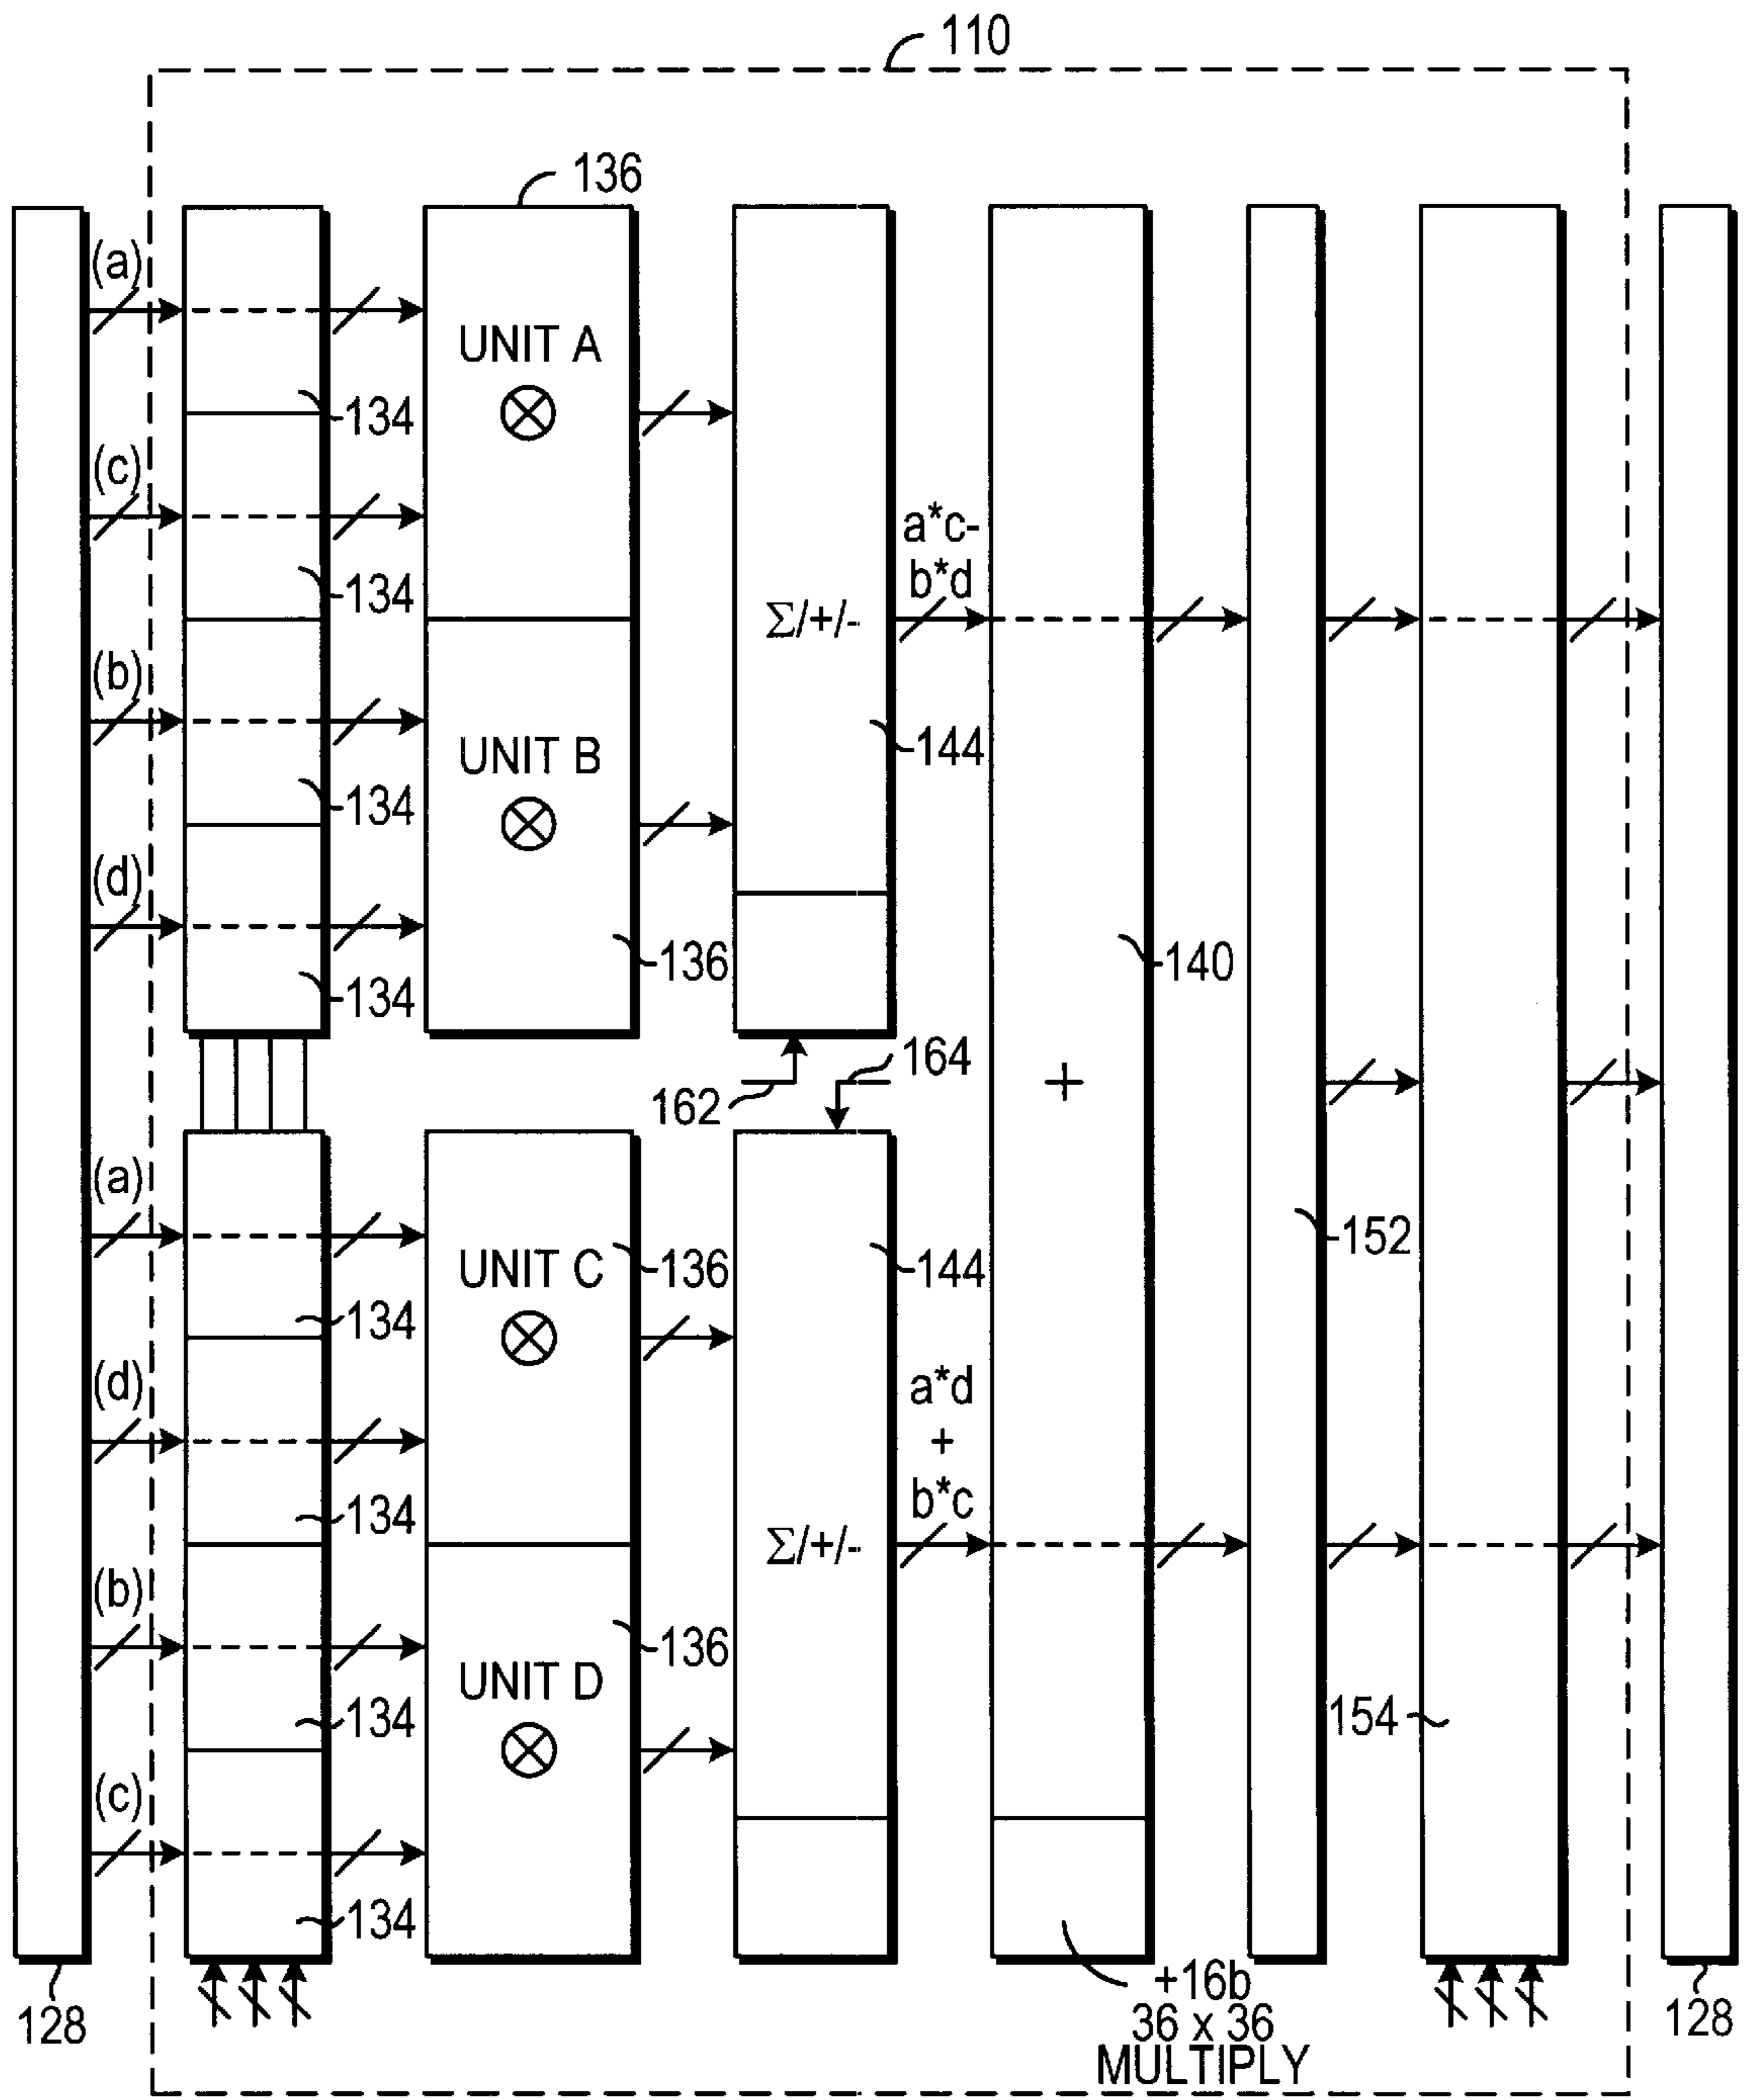 110
136
(a)
UNIT A
134
(c)
a*c-
b*d
134
Σ/+/-
(b)
144
UNIT B
134
(d)
136
140
134
164
162
+
(a)
152
UNIT C
136
144
134
(d)
a*d
+
b*c
134
Σ/+/-
(b)
136
UNIT D
134
154
(c)
134
+16b
128
36 x 36
128
MULTIPLY